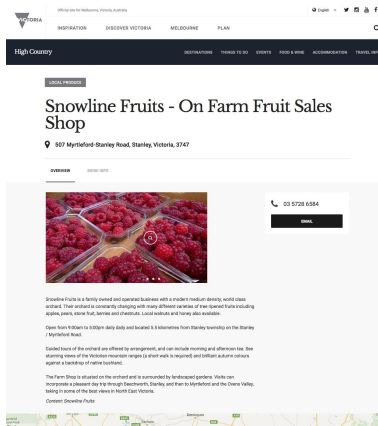 VICTORIA
Official site for Melbourne, Victoria, Australia
English
INSPIRATION DISCOVER VICTORIA MELBOURNE PLAN
High Country
DESTINATIONS THINGS TO DO EVENTS FOOD & WINE ACCOMMODATION TRAVEL INF
LOCAL PRODUCE
Snowline Fruits - On Farm Fruit Sales
Shop
507 Myrtleford-Stanley Road, Stanley, Victoria, 3747
OVERVIEW MORE INFO
03 5728 6584
EMAIL
Snowline Fruits is a family owned and operated business with a modern medium density, world class
orchard. Their orchard is constantly changing with many different varieties of tree ripened fruits including
apples, pears, stone fruit, berries and chestnuts. Local walnuts and honey also available.
Open from 9:00am to 5:00pm daily daily and located 5.5 kilometres from Stanley township on the Stanley
/ Myrtleford Road.
Guided tours of the orchard are offered by arrangement, and can include morning and afternoon tea. See
stunning views of the Victorian mountain ranges (a short walk is required) and brilliant autumn colours
against a backdrop of native bushland.
The Farm Shop is situated on the orchard and is surrounded by landscaped gardens. Visits can
incorporate a pleasant day trip through Beechworth, Stanley, and then to Myrtleford and the Ovens Valley,
taking in some of the best views in North East Victoria.
Content: Snowline Fruits